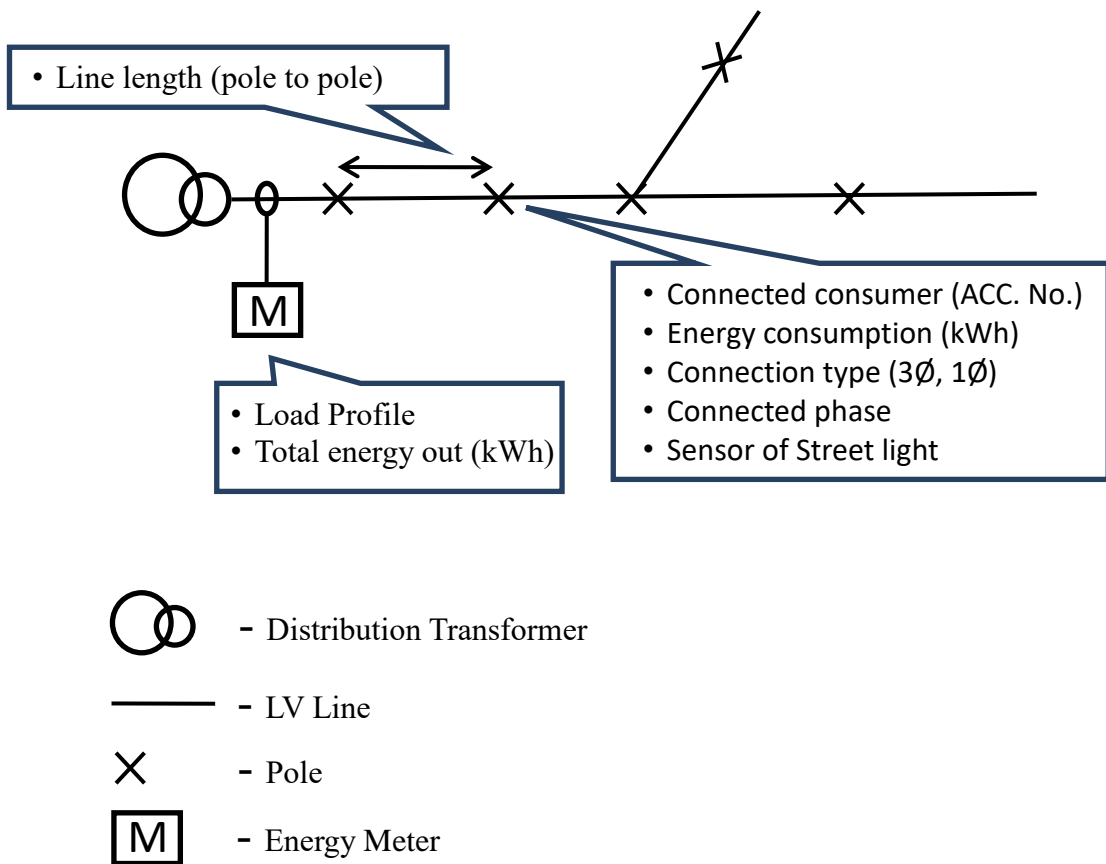 • Line length (pole to pole)
M
• Connected consumer (ACC. No.)
• Energy consumption (kWh)
• Connection type (3Ø, 1Ø)
• Connected phase
• Sensor of Street light
• Load Profile
• Total energy out (kWh)
- Distribution Transformer
- LV Line
- Pole
M - Energy Meter